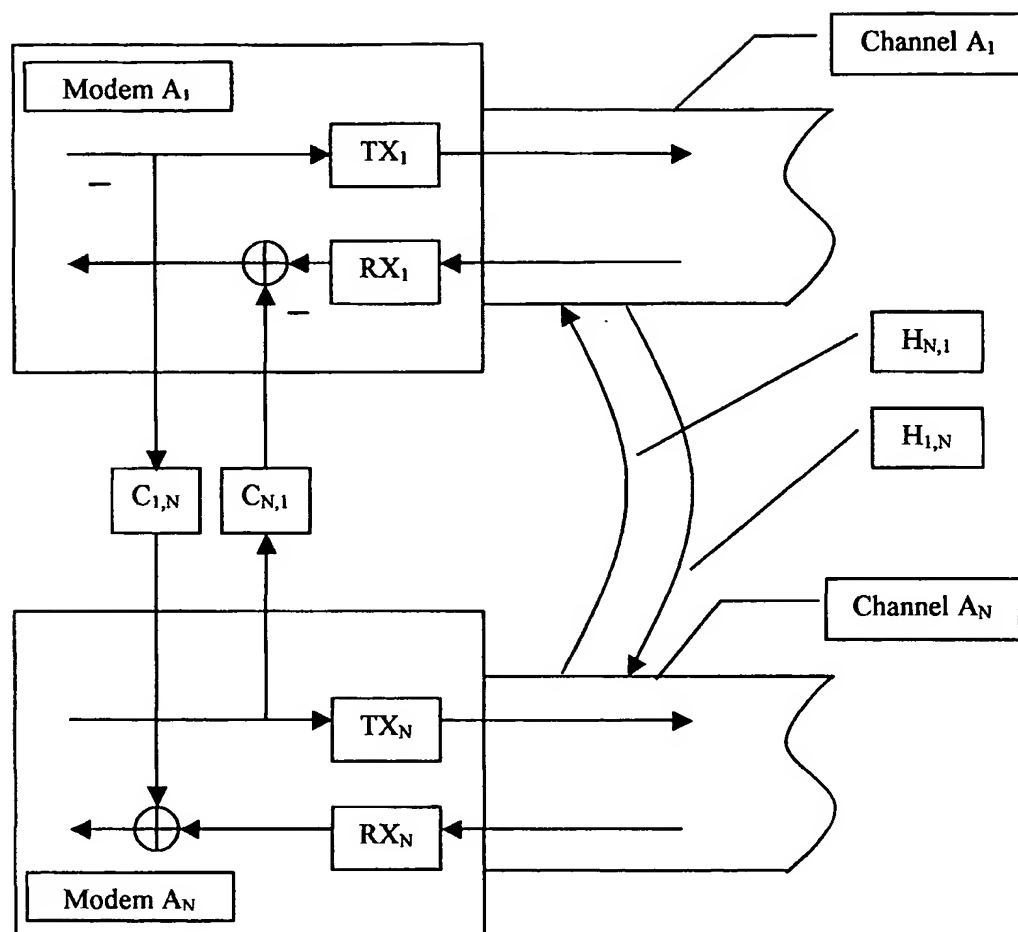 Channel A₁
Modem A₁
TX₁
−
RX₁
−
H_N,1
H_1,N
C_1,N
C_N,1
Channel A_N
TX_N
RX_N
Modem A_N